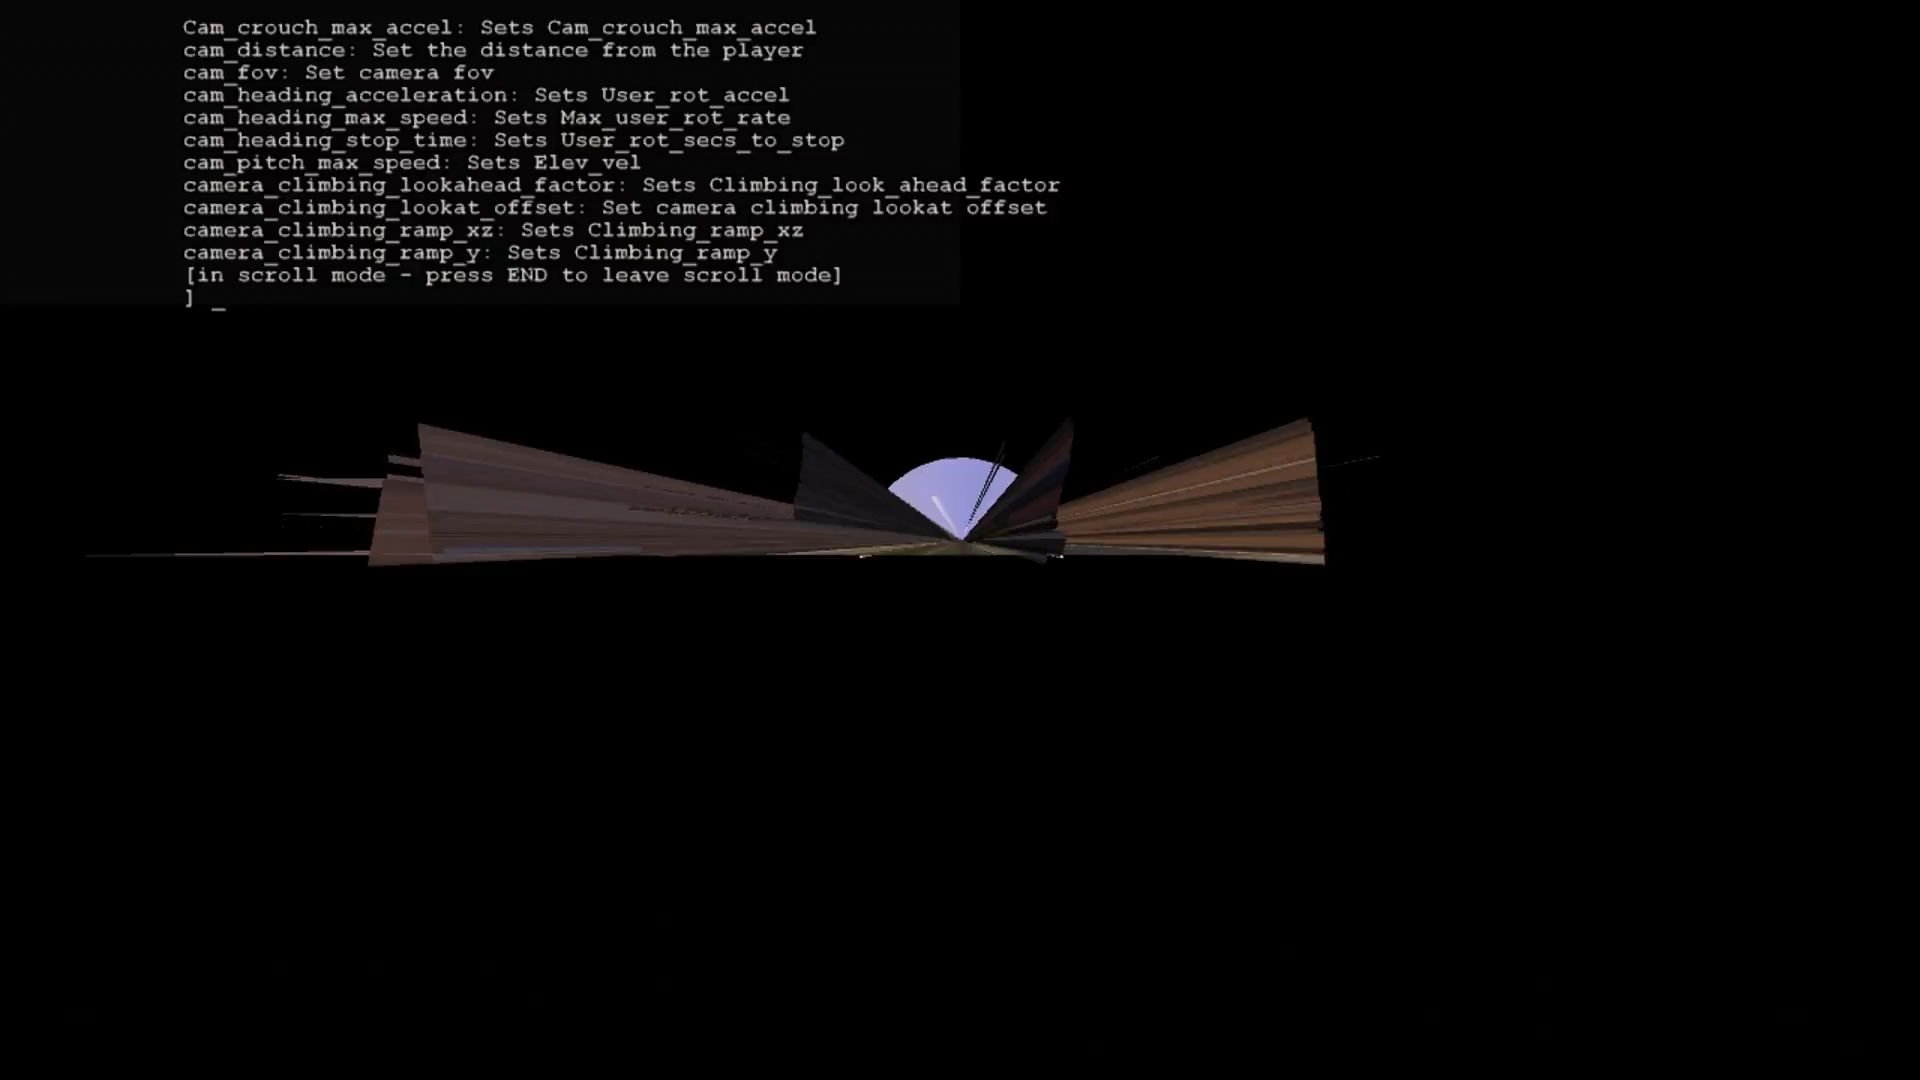 Cam_crouch_max_accel: Sets Cam_crouch_max_accel
cam_distance: Set the distance from the player
cam_fov: Set camera fov
cam_heading_acceleration: Sets User_rot_accel
cam_heading_max_speed: Sets Max_user_rot_rate
cam_heading_stop_time: Sets User_rot_secs_to_stop
cam_pitch_max_speed: Sets Elev_vel
camera_climbing_lookahead_factor: Sets Climbing_look_ahead_factor
camera_climbing_lookat_offset: Set camera climbing lookat offset
camera_climbing_ramp_xz: Sets Climbing_ramp_xz
camera_climbing_ramp_y: Sets Climbing_ramp_y
[in scroll mode - press END to leave scroll mode]
] _